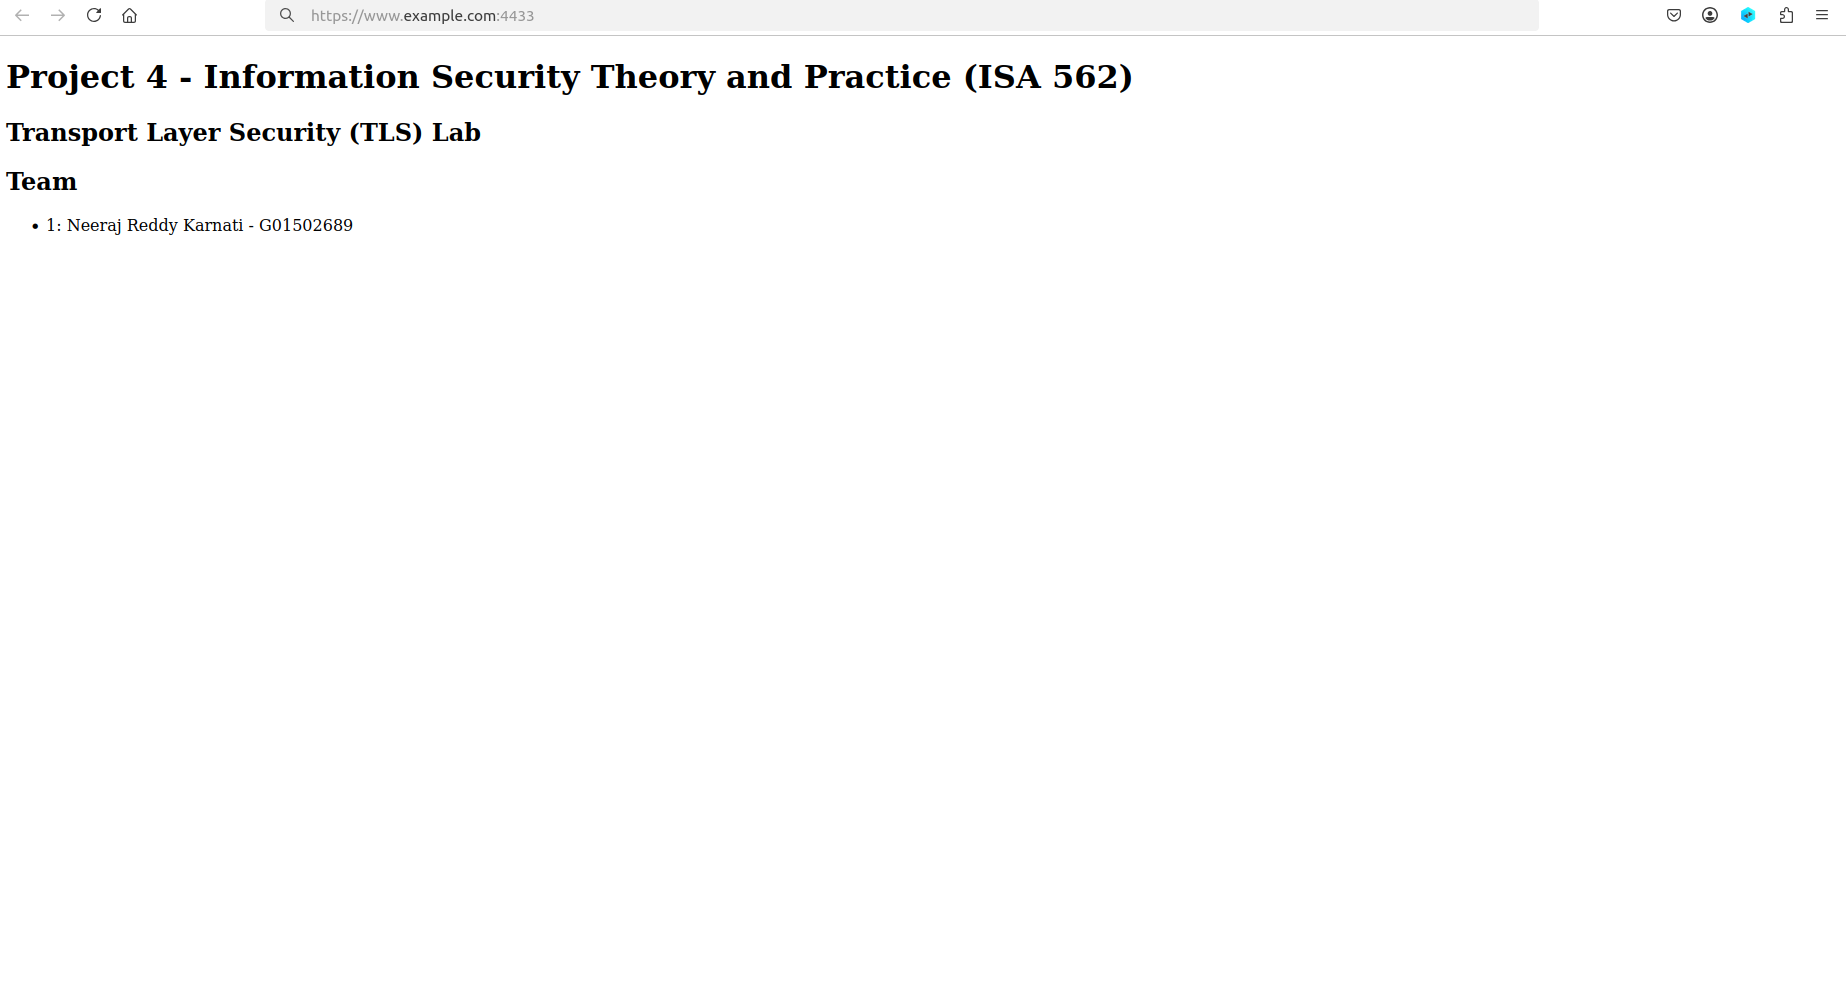 https://www.example.com:4433
Project 4 - Information Security Theory and Practice (ISA 562)
Transport Layer Security (TLS) Lab
Team
• 1: Neeraj Reddy Karnati - G01502689